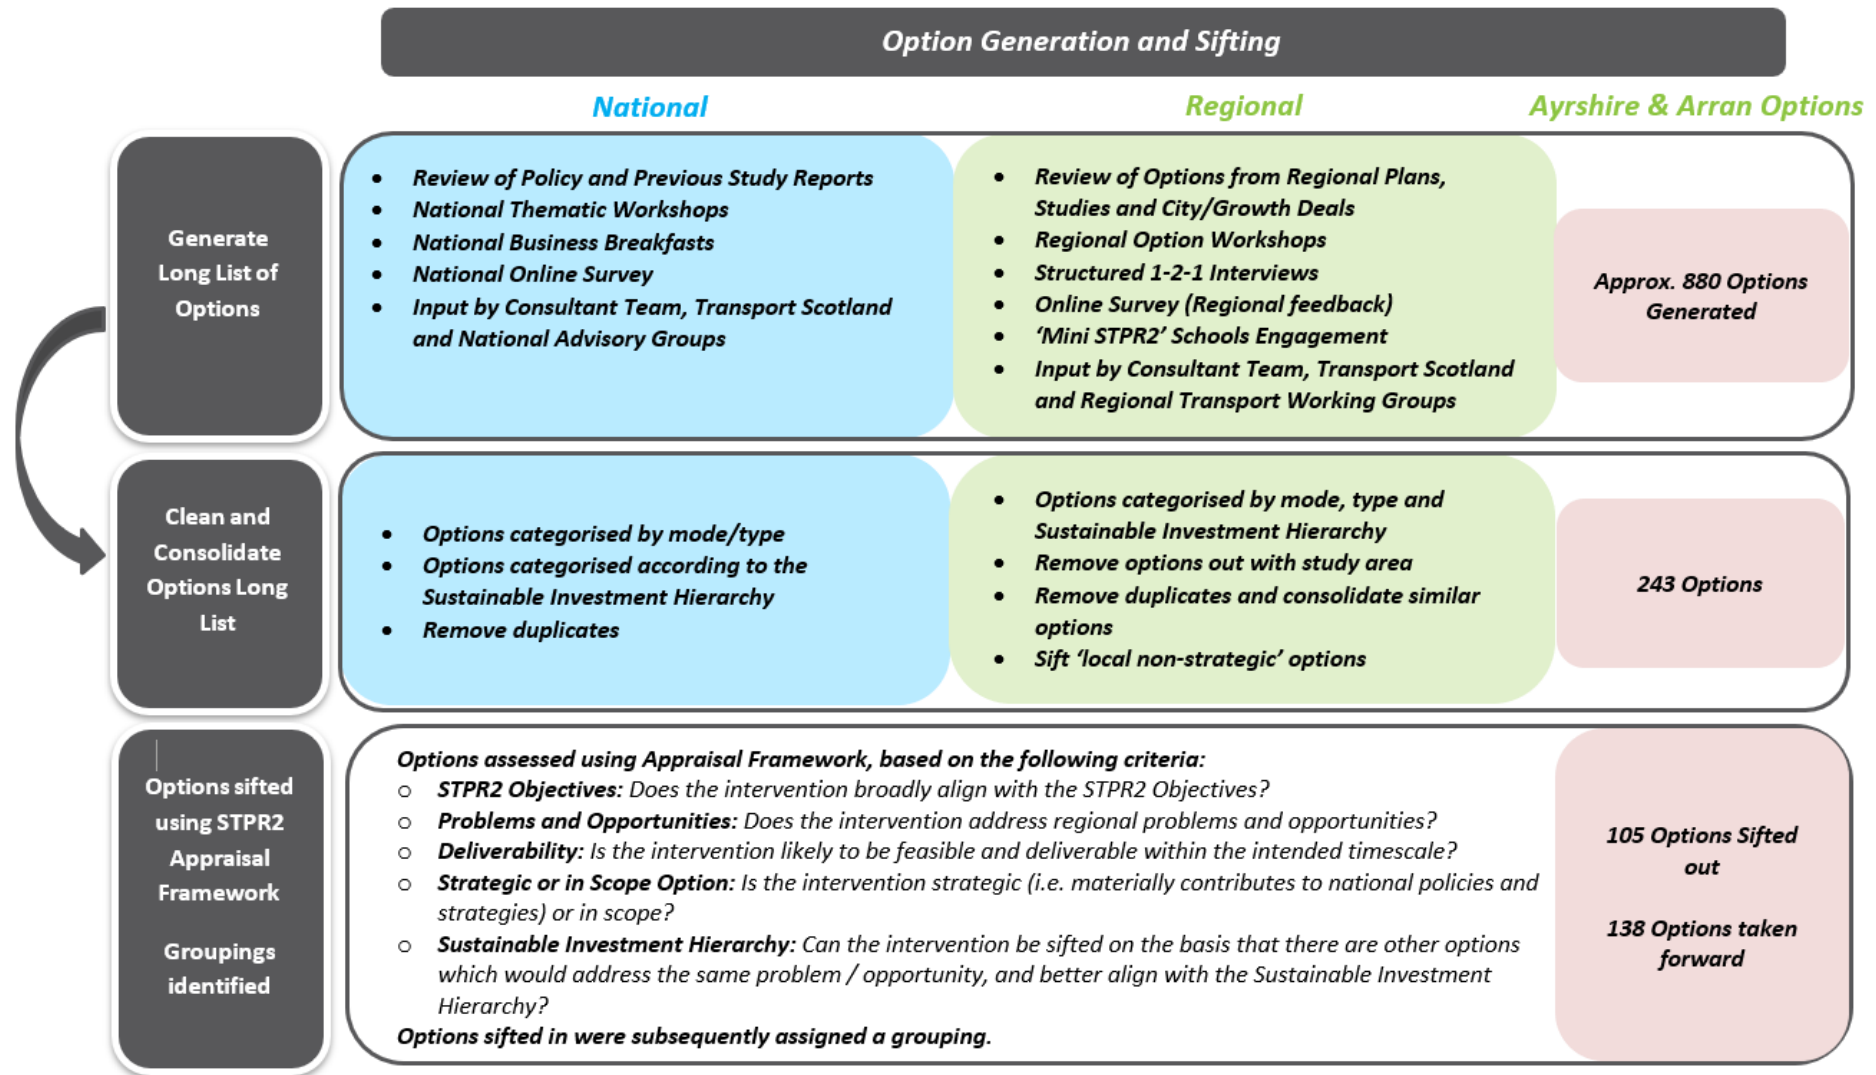 Option Generation and Sifting
National
Regional
Ayrshire & Arran Options
Generate
Long List of
Options
• Review of Policy and Previous Study Reports
• National Thematic Workshops
• National Business Breakfasts
• National Online Survey
• Input by Consultant Team, Transport Scotland
and National Advisory Groups
• Review of Options from Regional Plans,
Studies and City/Growth Deals
• Regional Option Workshops
• Structured 1-2-1 Interviews
• Online Survey (Regional feedback)
• ‘Mini STPR2’ Schools Engagement
• Input by Consultant Team, Transport Scotland
and Regional Transport Working Groups
Approx. 880 Options
Generated
Clean and
Consolidate
Options Long
List
• Options categorised by mode/type
• Options categorised according to the
Sustainable Investment Hierarchy
• Remove duplicates
• Options categorised by mode, type and
Sustainable Investment Hierarchy
• Remove options out with study area
• Remove duplicates and consolidate similar
options
• Sift ‘local non-strategic’ options
243 Options
Options sifted
using STPR2
Appraisal
Framework
Groupings
identified
Options assessed using Appraisal Framework, based on the following criteria:
o STPR2 Objectives: Does the intervention broadly align with the STPR2 Objectives?
o Problems and Opportunities: Does the intervention address regional problems and opportunities?
o Deliverability: Is the intervention likely to be feasible and deliverable within the intended timescale?
o Strategic or in Scope Option: Is the intervention strategic (i.e. materially contributes to national policies and
strategies) or in scope?
o Sustainable Investment Hierarchy: Can the intervention be sifted on the basis that there are other options
which would address the same problem / opportunity, and better align with the Sustainable Investment
Hierarchy?
Options sifted in were subsequently assigned a grouping.
105 Options Sifted
out
138 Options taken
forward